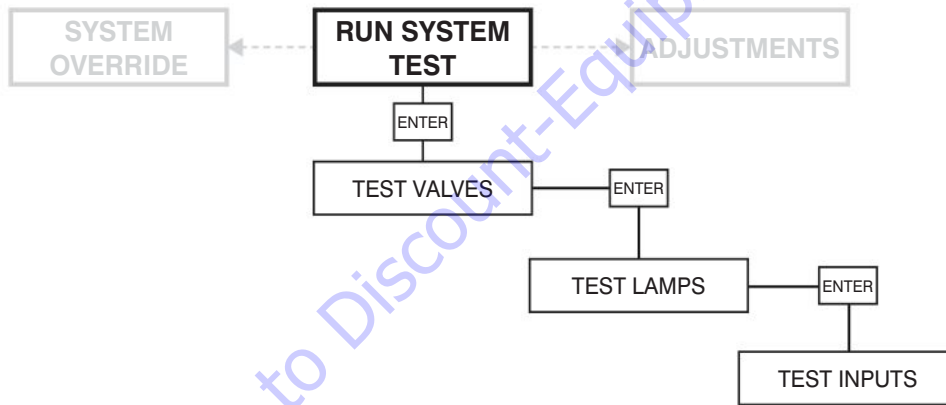 SYSTEM
OVERRIDE
RUN SYSTEM
TEST
ADJUSTMENTS
ENTER
TEST VALVES
ENTER
TEST LAMPS
ENTER
TEST INPUTS
to Discount-Equip